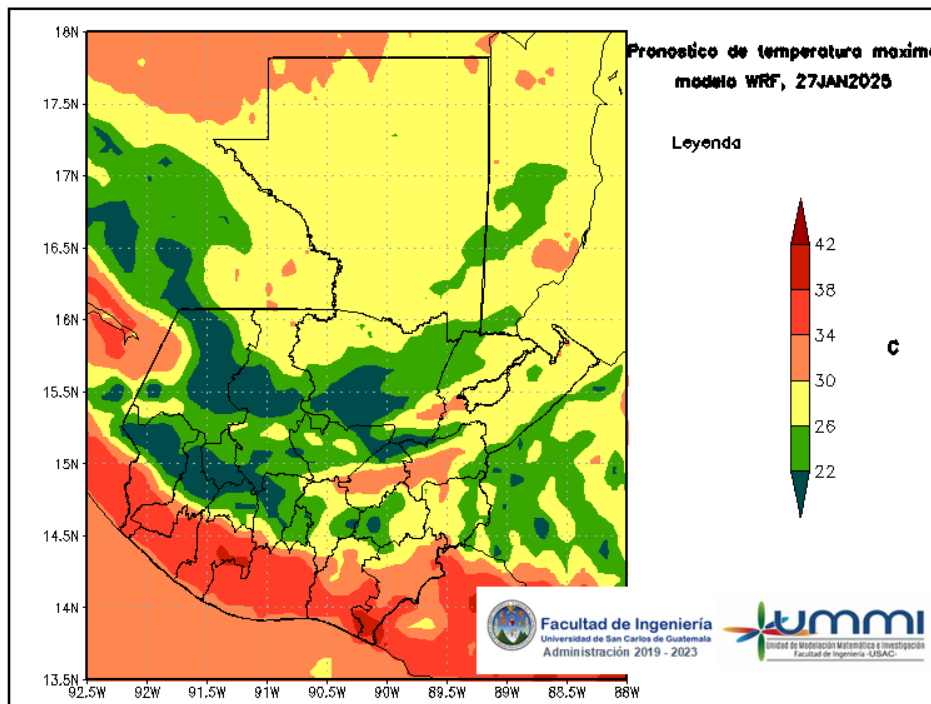 Pronostico de temperatura maxima
modelo WRF, 27JAN2025
Leyenda
18N
17.5N
17N
16.5N
16N
15.5N
15N
14.5N
14N
13.5N
92.5W
92W
91.5W
91W
90.5W
90W
89.5W
89W
88.5W
88W
42
38
34
30
26
22
C
Facultad de Ingeniería
Universidad de San Carlos de Guatemala
Administración 2019 - 2023
UMMI
Unidad de Modelación Matemática e Investigación
Facultad de Ingeniería -USAC-